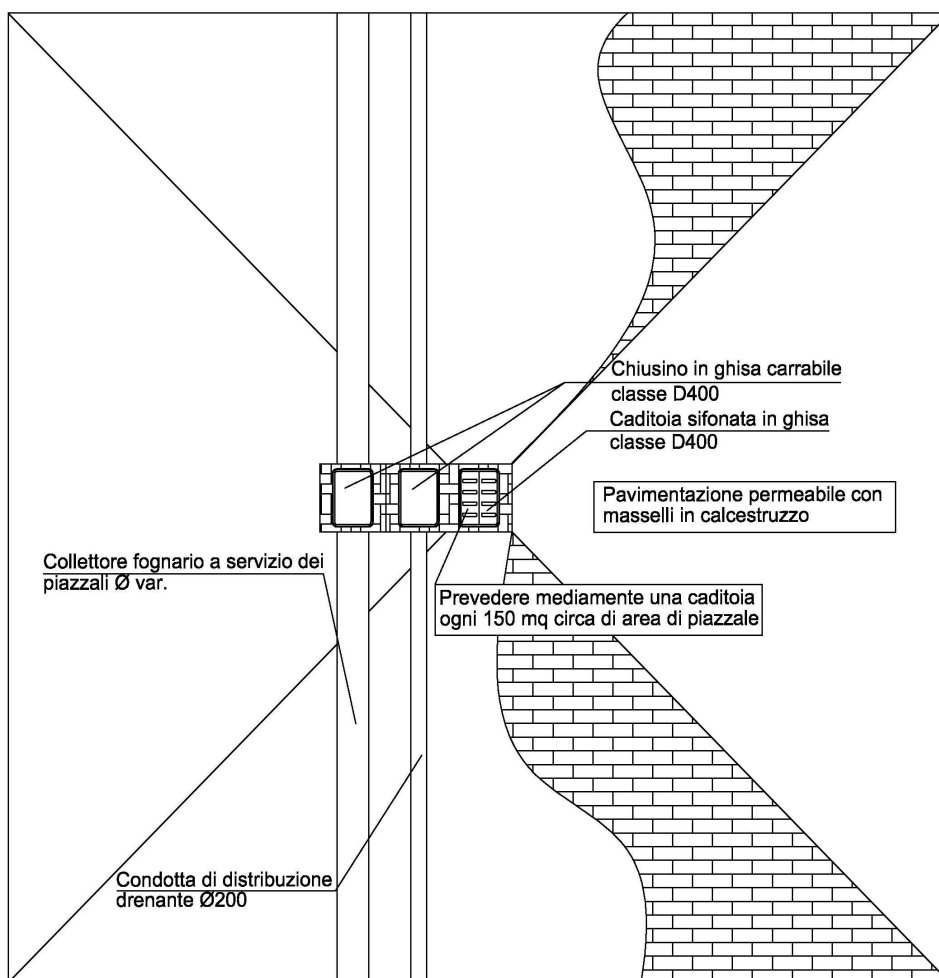 Chiusino in ghisa carrabile
classe D400
Caditoia sifonata in ghisa
classe D400
Pavimentazione permeabile con
masselli in calcestruzzo
Collettore fognario a servizio dei
piazzali Ø var.
Prevedere mediamente una caditoia
ogni 150 mq circa di area di piazzale
Condotta di distribuzione
drenante Ø200